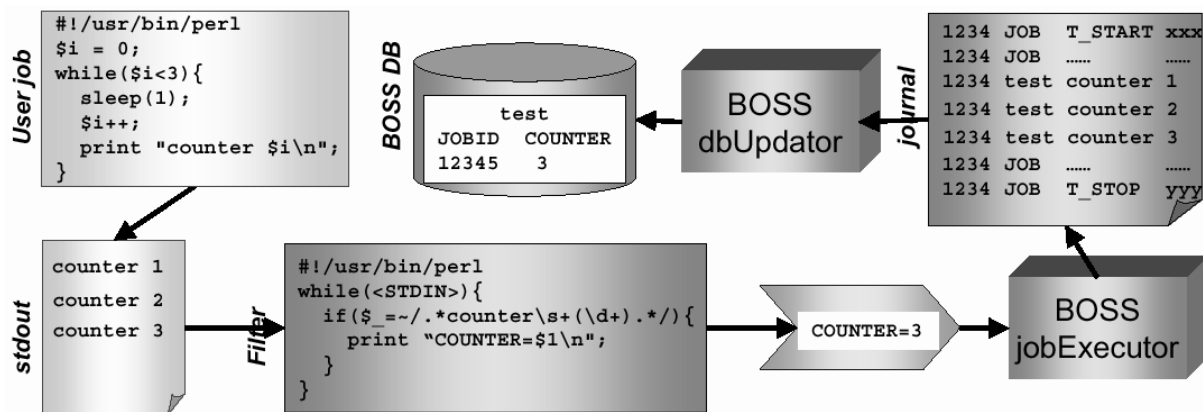 User job
#!/usr/bin/perl
$i = 0;
while($i<3){
sleep(1);
$i++;
print "counter $i\n";
}
BOSS DB
test
JOBID COUNTER
12345 3
BOSS
dbUpdator
journal
1234 JOB T_START xxx
1234 JOB ...... ......
1234 test counter 1
1234 test counter 2
1234 test counter 3
1234 JOB ...... ......
1234 JOB T_STOP yyy
stdout
counter 1
counter 2
counter 3
Filter
#!/usr/bin/perl
while(<STDIN>){
if($_=~/.*counter\s+(\d+).*/){
print “COUNTER=$1\n";
}
}
COUNTER=3
BOSS
jobExecutor